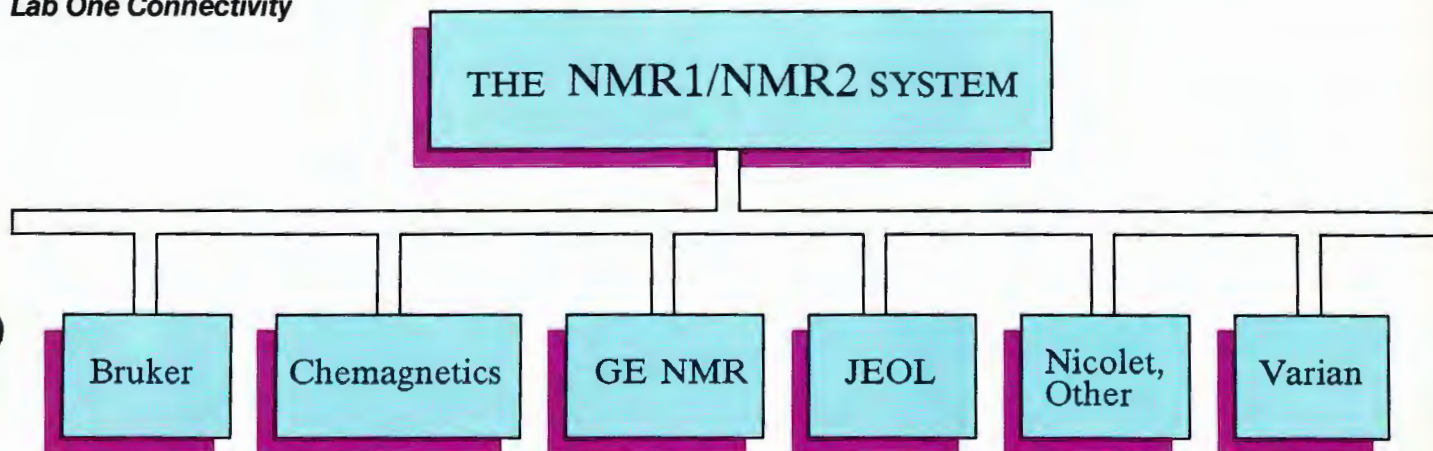 Lab One Connectivity
THE NMR1/NMR2 SYSTEM
Bruker
Chemagnetics
GE NMR
JEOL
Nicolet,
Other
Varian